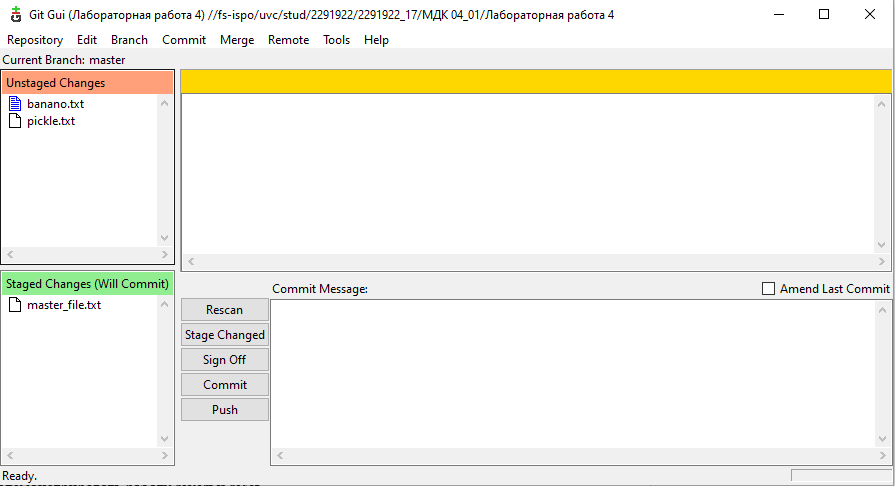 Git Gui (Лабораторная работа 4) //fs-ispo/uvc/stud/2291922/2291922_17/МДК 04_01/Лабораторная работа 4
Repository Edit Branch Commit Merge Remote Tools Help
Current Branch: master
Unstaged Changes
banano.txt
pickle.txt
Staged Changes (Will Commit)
master_file.txt
Commit Message:
Amend Last Commit
Rescan
Stage Changed
Sign Off
Commit
Push
Ready.